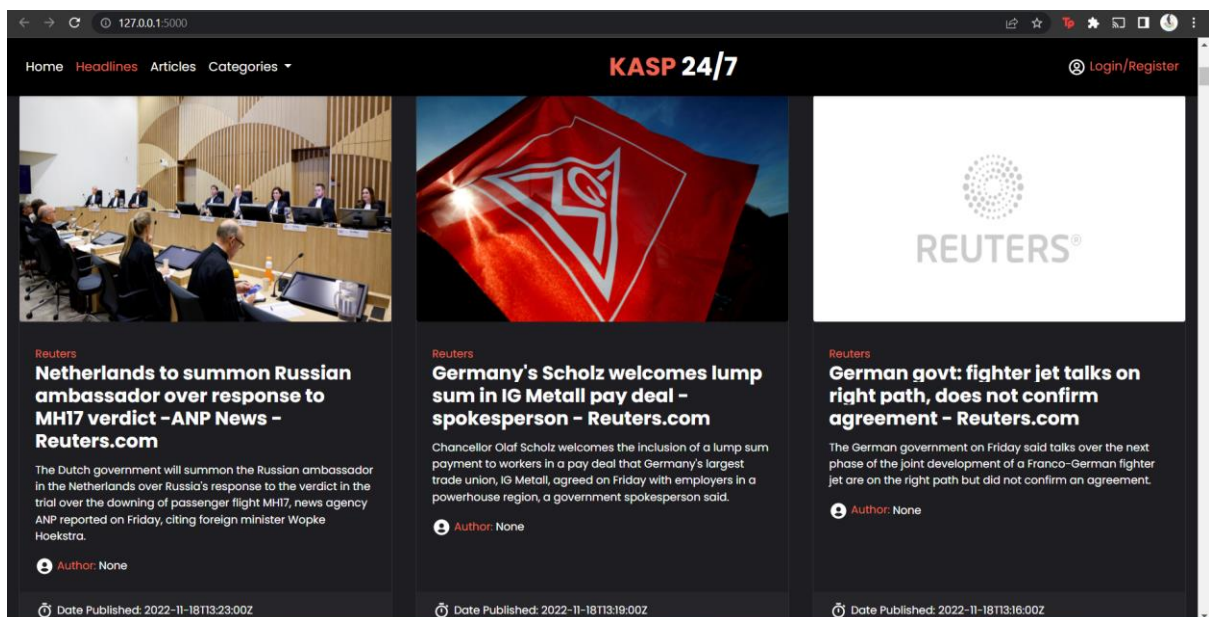 127.0.0.1:5000
Home Headlines Articles Categories
KASP 24/7
Login/Register
REUTERS®
Reuters
Netherlands to summon Russian
ambassador over response to
MH17 verdict -ANP News -
Reuters.com
The Dutch government will summon the Russian ambassador
in the Netherlands over Russia's response to the verdict in the
trial over the downing of passenger flight MH17, news agency
ANP reported on Friday, citing foreign minister Wopke
Hoekstra.
Author: None
Date Published: 2022-11-18T13:23:00Z
Reuters
Germany's Scholz welcomes lump
sum in IG Metall pay deal -
spokesperson - Reuters.com
Chancellor Olaf Scholz welcomes the inclusion of a lump sum
payment to workers in a pay deal that Germany's largest
trade union, IG Metall, agreed on Friday with employers in a
powerhouse region, a government spokesperson said.
Author: None
Date Published: 2022-11-18T13:19:00Z
Reuters
German govt: fighter jet talks on
right path, does not confirm
agreement - Reuters.com
The German government on Friday said talks over the next
phase of the joint development of a Franco-German fighter
jet are on the right path but did not confirm an agreement.
Author: None
Date Published: 2022-11-18T13:16:00Z